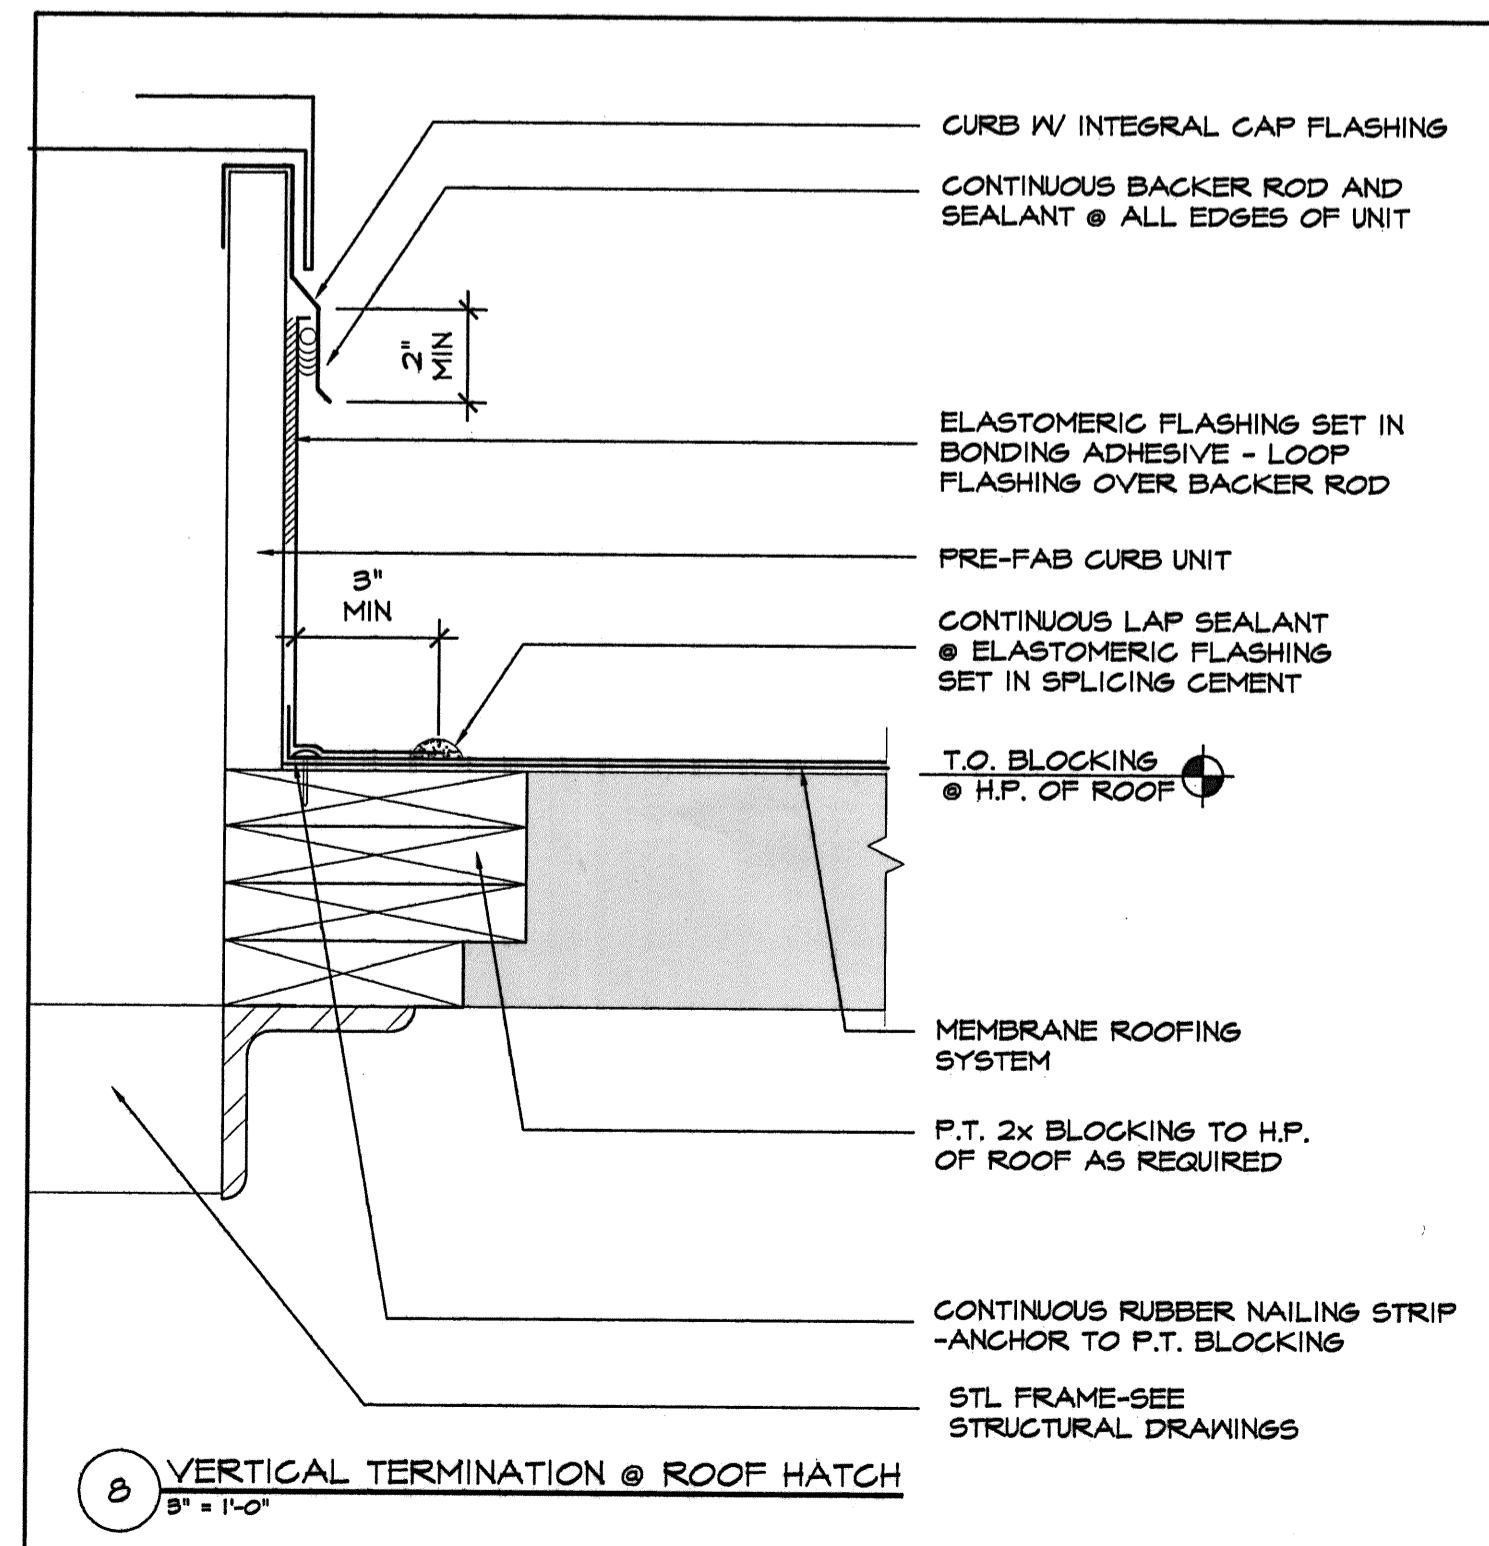 CURB W/ INTEGRAL CAP FLASHING
CONTINUOUS BACKER ROD AND
SEALANT @ ALL EDGES OF UNIT
2"
MIN
ELASTOMERIC FLASHING SET IN
BONDING ADHESIVE - LOOP
FLASHING OVER BACKER ROD
PRE-FAB CURB UNIT
3"
MIN
CONTINUOUS LAP SEALANT
@ ELASTOMERIC FLASHING
SET IN SPLICING CEMENT
T.O. BLOCKING
@ H.P. OF ROOF
MEMBRANE ROOFING
SYSTEM
P.T. 2x BLOCKING TO H.P.
OF ROOF AS REQUIRED
CONTINUOUS RUBBER NAILING STRIP
-ANCHOR TO P.T. BLOCKING
STL FRAME-SEE
STRUCTURAL DRAWINGS
8
VERTICAL TERMINATION @ ROOF HATCH
3" = 1'-0"